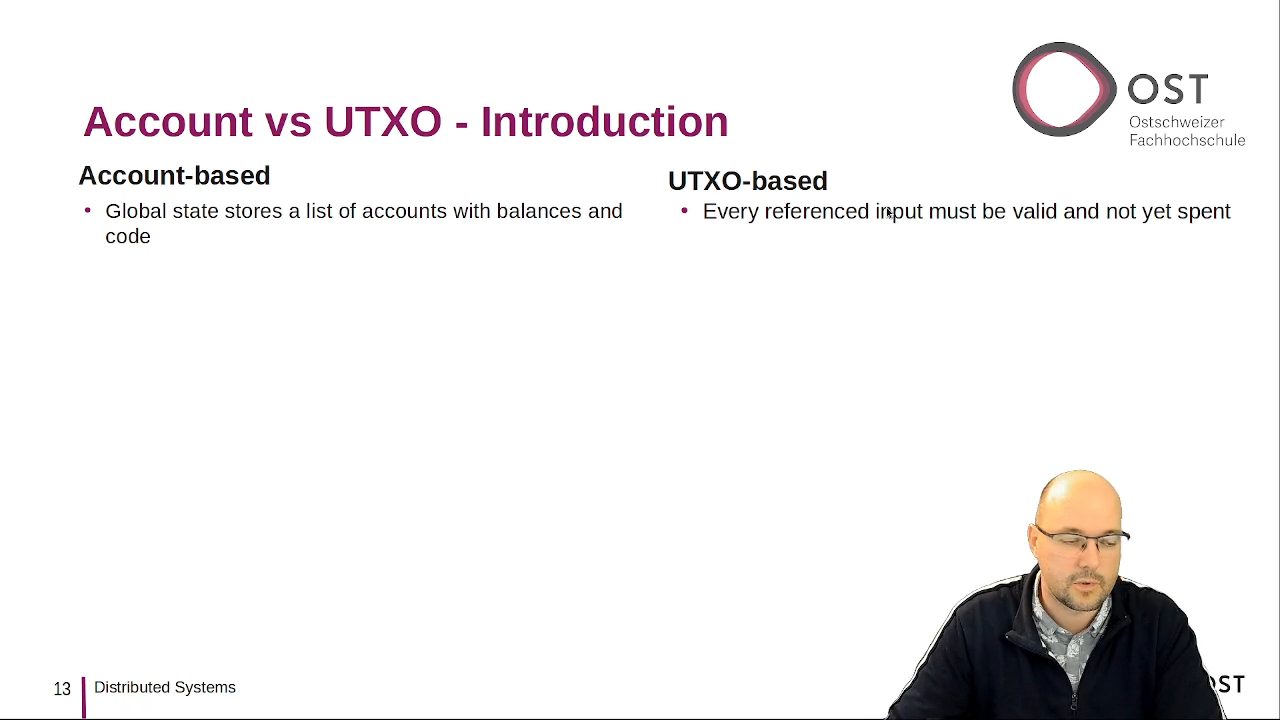 OST
Ostschweizer
Fachhochschule
Account vs UTXO - Introduction
Account-based
• Global state stores a list of accounts with balances and
code
UTXO-based
• Every referenced input must be valid and not yet spent
13
Distributed Systems
OST